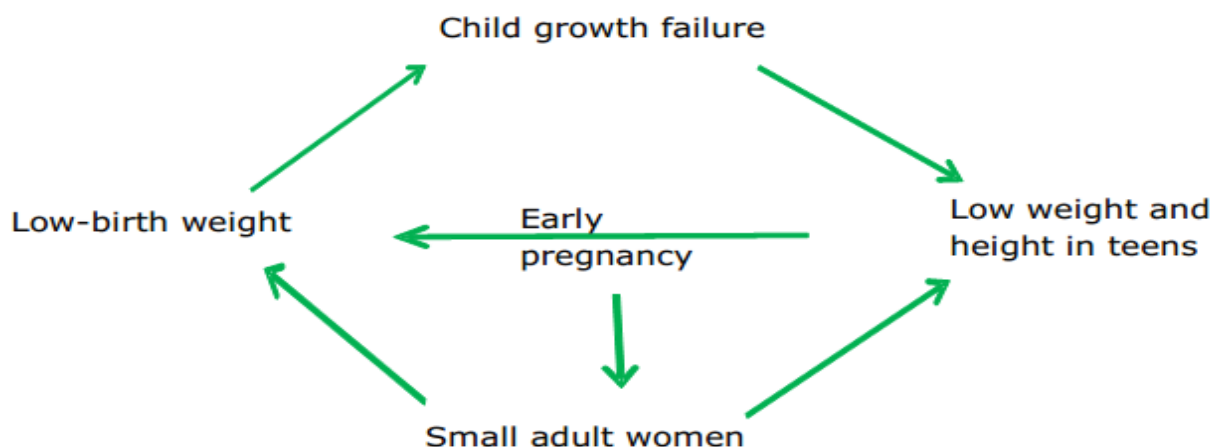 Child growth failure
Low-birth weight
Early
pregnancy
Low weight and
height in teens
Small adult women